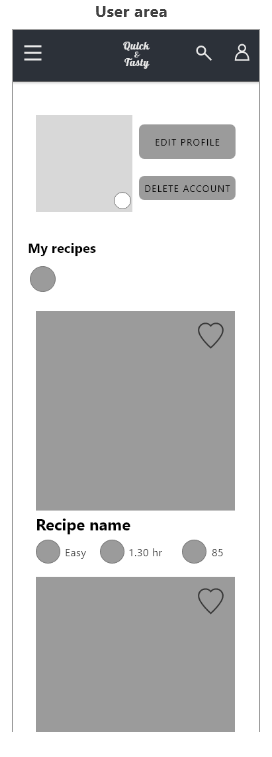 User area
Quick
&
Tasty
EDIT PROFILE
DELETE ACCOUNT
My recipes
Recipe name
Easy 1.30 hr 85